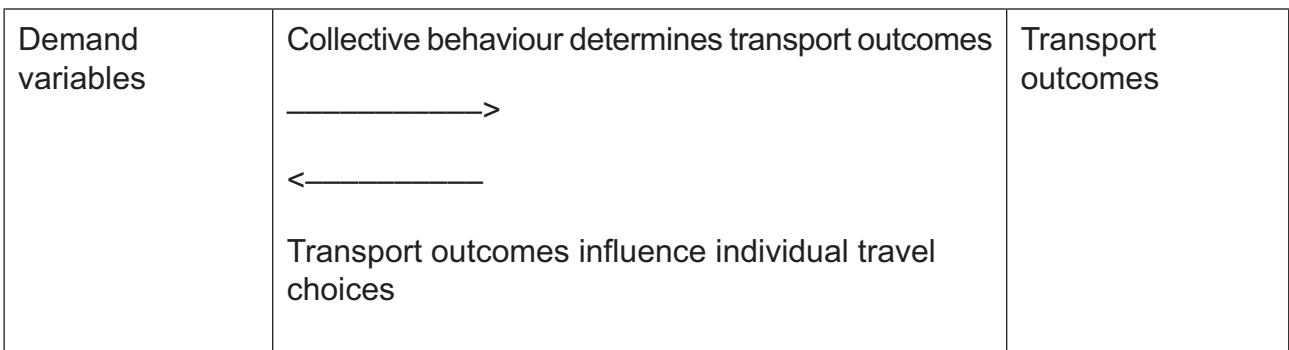 Demand
variables
Collective behaviour determines transport outcomes
———————————>
<——————————
Transport outcomes influence individual travel
choices
Transport
outcomes